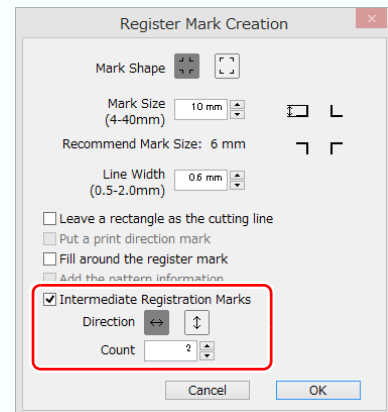 Register Mark Creation
Mark Shape
Mark Size
(4-40mm)
10 mm
Recommend Mark Size: 6 mm
Line Width
(0.5-2.0mm)
0.6 mm
Leave a rectangle as the cutting line
Put a print direction mark
Fill around the register mark
Add the pattern information
Intermediate Registration Marks
Direction
Count
2
Cancel
OK